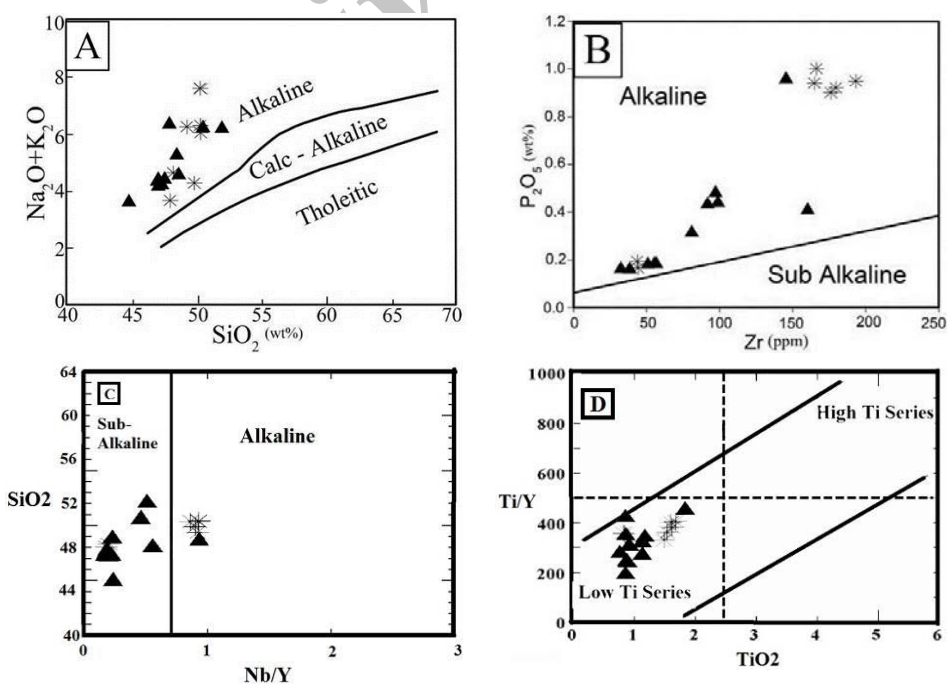 A
10
8
6
4
2
0
Na2O+K2O
Alkaline
Calc - Alkaline
Tholeitic
40 45 50 55 60 65 70
SiO2 (wt%)
B
1.2
1.0
0.8
0.6
0.4
0.2
0.0
P2O5 (wt%)
Alkaline
Sub Alkaline
0 50 100 150 200 250
Zr (ppm)
C
64
60
56
52
48
44
40
SiO2
Sub-
Alkaline
Alkaline
0 1 2 3
Nb/Y
D
1000
800
600
400
200
0
Ti/Y
High Ti Series
Low Ti Series
0 1 2 3 4 5 6
TiO2